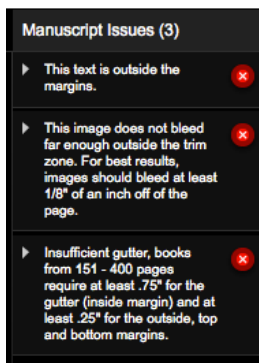 Manuscript Issues (3)
This text is outside the
margins.
This image does not bleed
far enough outside the trim
zone. For best results,
images should bleed at least
1/8" of an inch off of the
page.
Insufficient gutter, books
from 151 - 400 pages
require at least .75" for the
gutter (inside margin) and at
least .25" for the outside, top
and bottom margins.